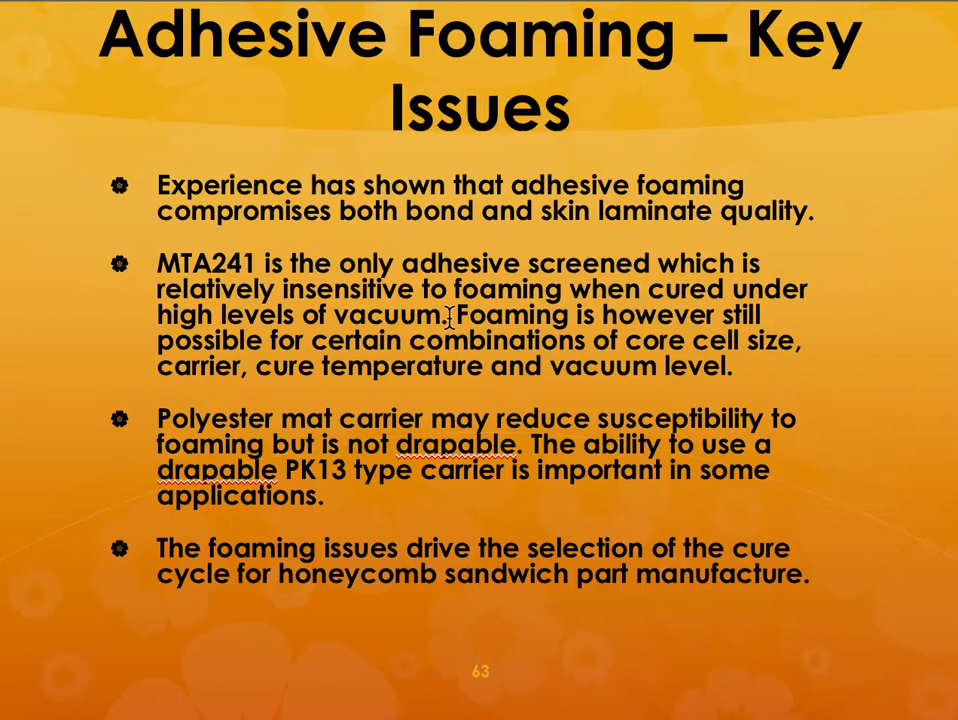 Adhesive Foaming – Key
Issues
Experience has shown that adhesive foaming
compromises both bond and skin laminate quality.
MTA241 is the only adhesive screened which is
relatively insensitive to foaming when cured under
high levels of vacuum. Foaming is however still
possible for certain combinations of core cell size,
carrier, cure temperature and vacuum level.
Polyester mat carrier may reduce susceptibility to
foaming but is not drapable. The ability to use a
drapable PK13 type carrier is important in some
applications.
The foaming issues drive the selection of the cure
cycle for honeycomb sandwich part manufacture.
63